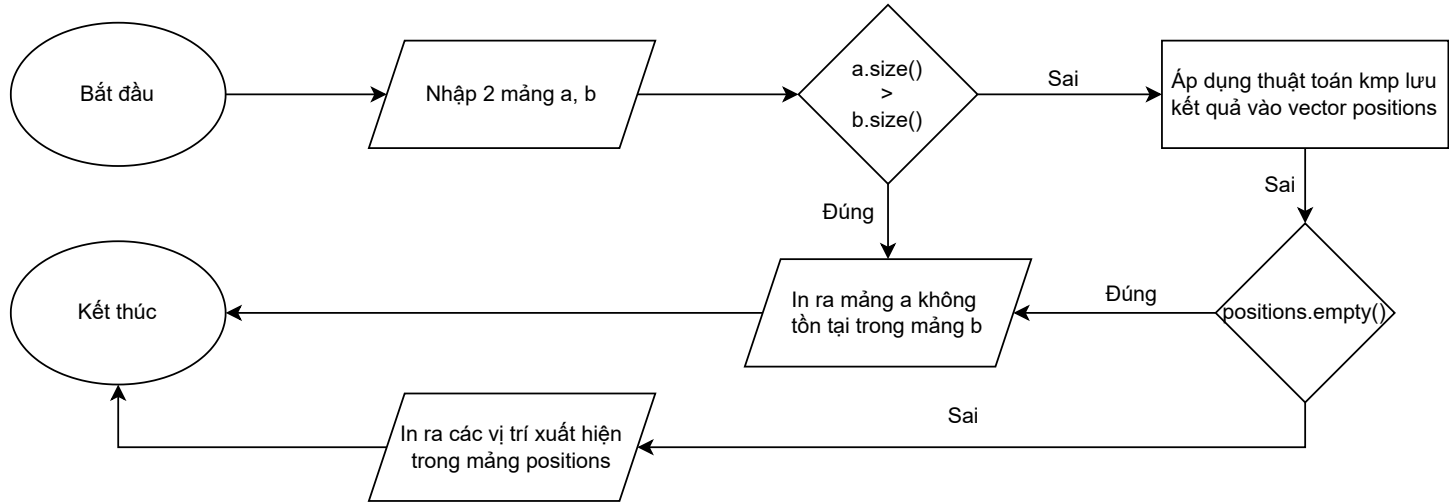 Bắt đầu
Nhập 2 mảng a, b
a.size()
>
b.size()
Sai
Áp dụng thuật toán kmp lưu
kết quả vào vector positions
Sai
Đúng
Kết thúc
In ra mảng a không
tồn tại trong mảng b
Đúng
positions.empty()
In ra các vị trí xuất hiện
trong mảng positions
Sai